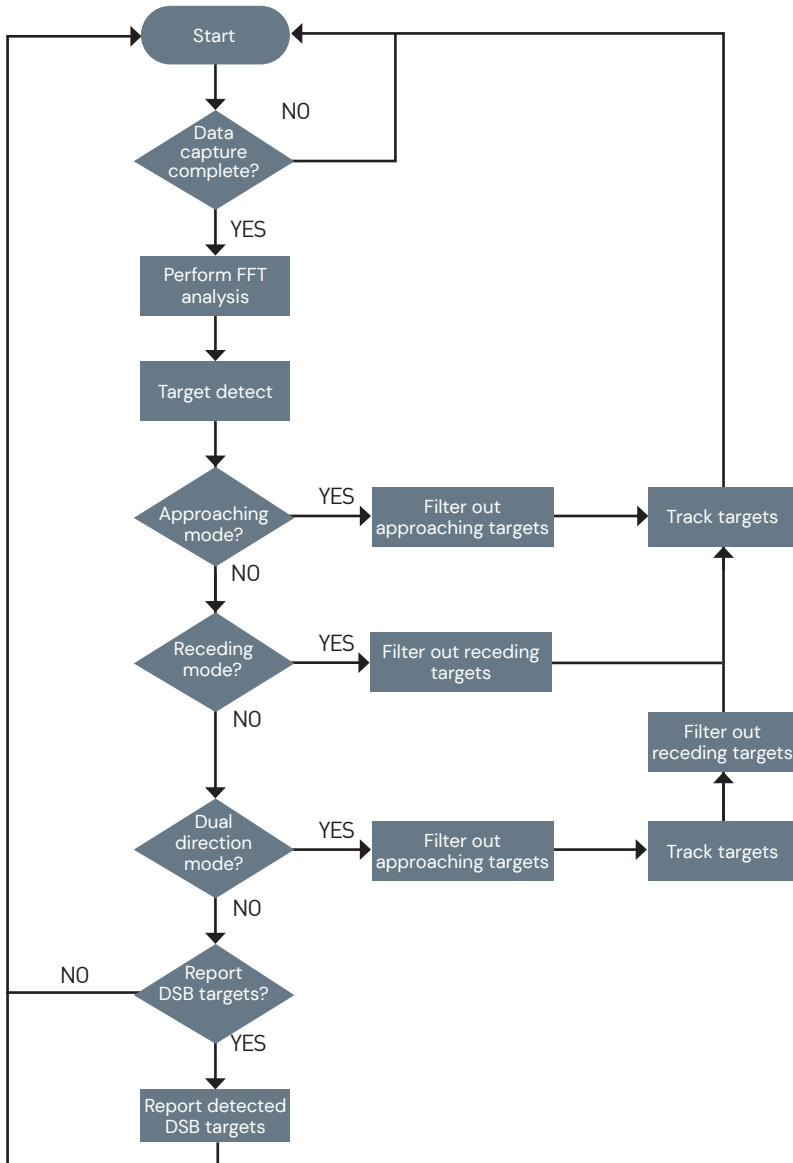 Start
NO
Data
capture
complete?
YES
Perform FFT
analysis
Target detect
Approaching
mode?
YES
Filter out
approaching targets
Track targets
NO
Receding
mode?
YES
Filter out receding
targets
NO
Filter out
receding targets
Dual
direction
mode?
YES
Filter out
approaching targets
Track targets
NO
Report
DSB targets?
NO
YES
Report detected
DSB targets